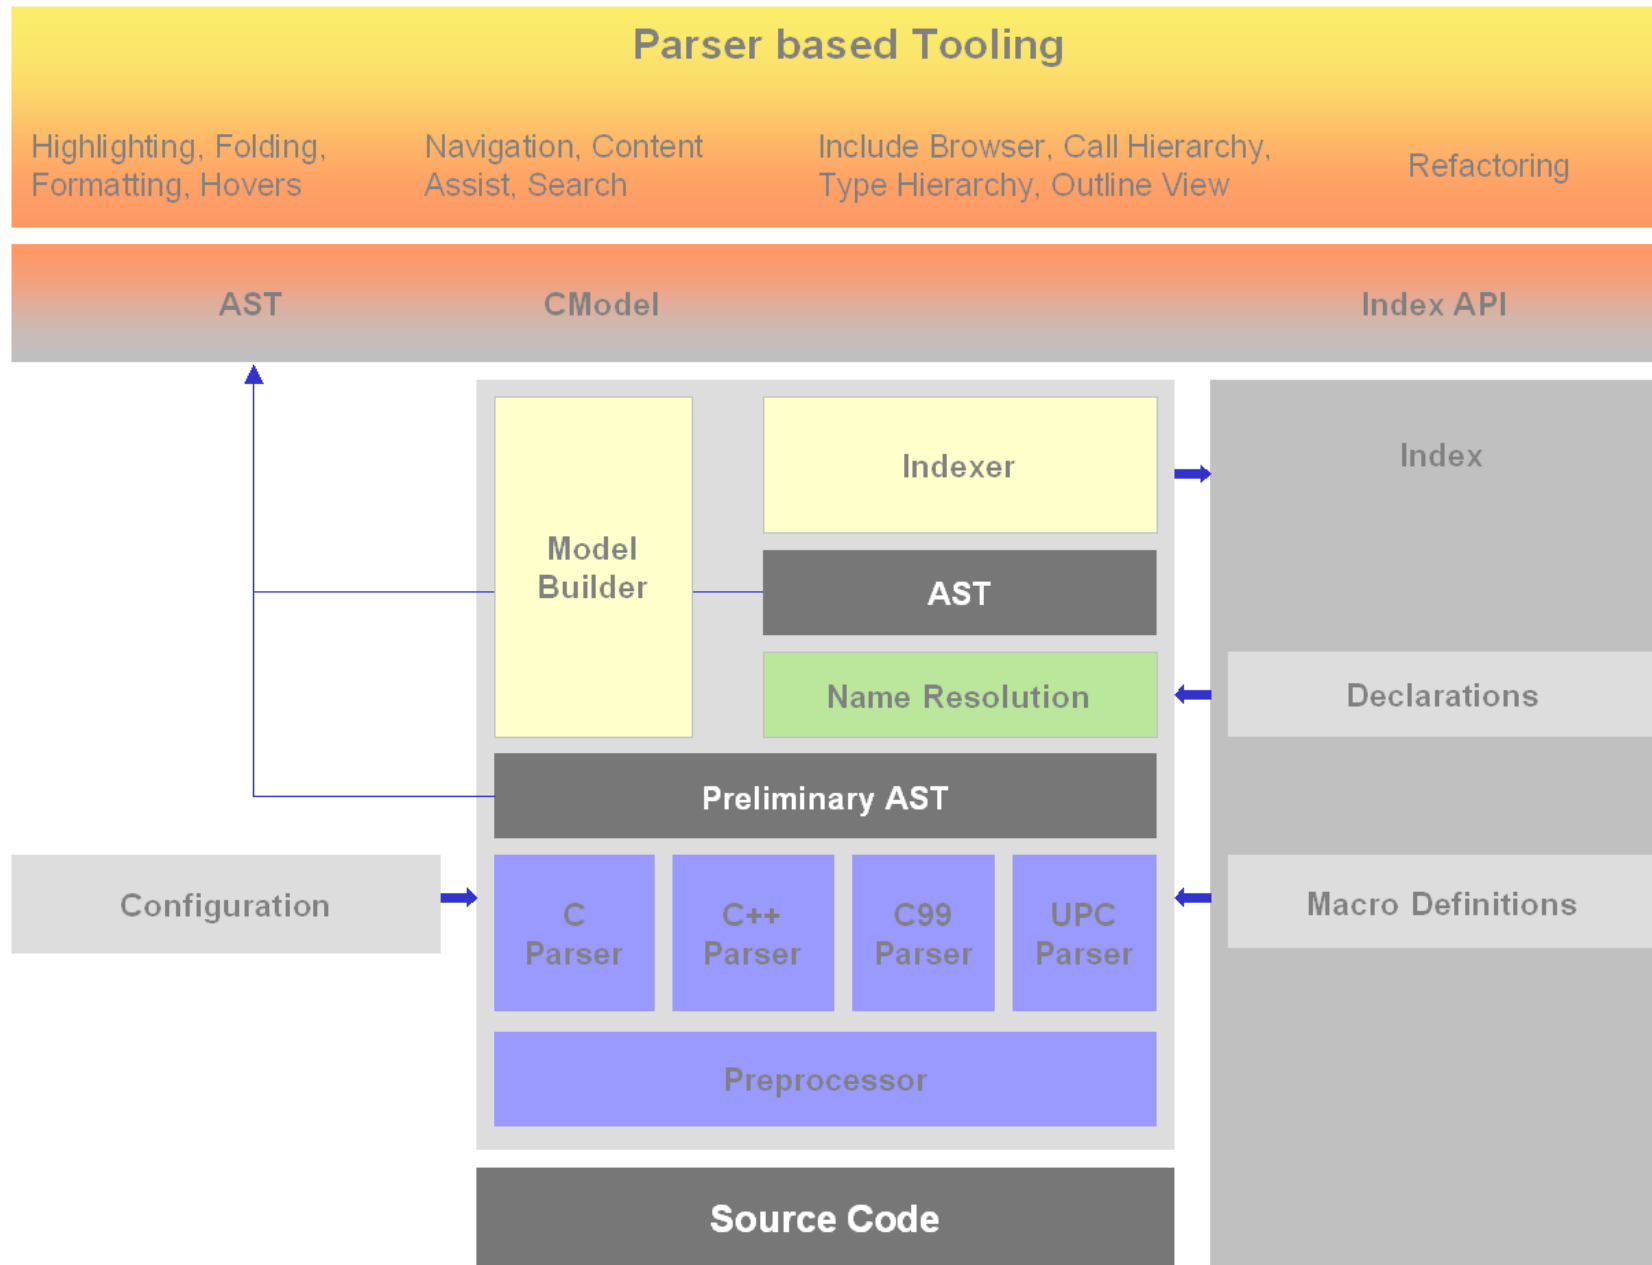 Parser based Tooling
Highlighting, Folding,
Formatting, Hovers
Navigation, Content
Assist, Search
Include Browser, Call Hierarchy,
Type Hierarchy, Outline View
Refactoring
AST
CModel
Index API
Model
Builder
Indexer
Index
AST
Name Resolution
Declarations
Preliminary AST
Configuration
C
Parser
C++
Parser
C99
Parser
UPC
Parser
Macro Definitions
Preprocessor
Source Code